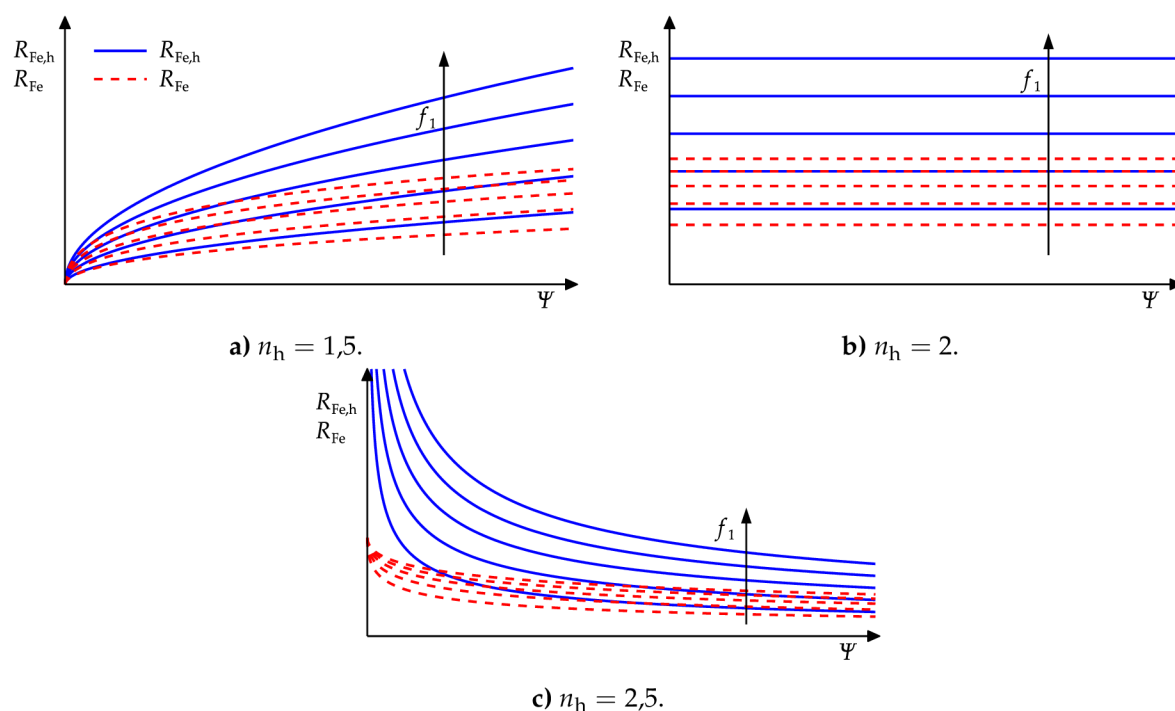 R_Fe,h
R_Fe
R_Fe,h
R_Fe
f_1
Ψ
a) n_h = 1,5.
R_Fe,h
R_Fe
f_1
Ψ
b) n_h = 2.
R_Fe,h
R_Fe
f_1
Ψ
c) n_h = 2,5.